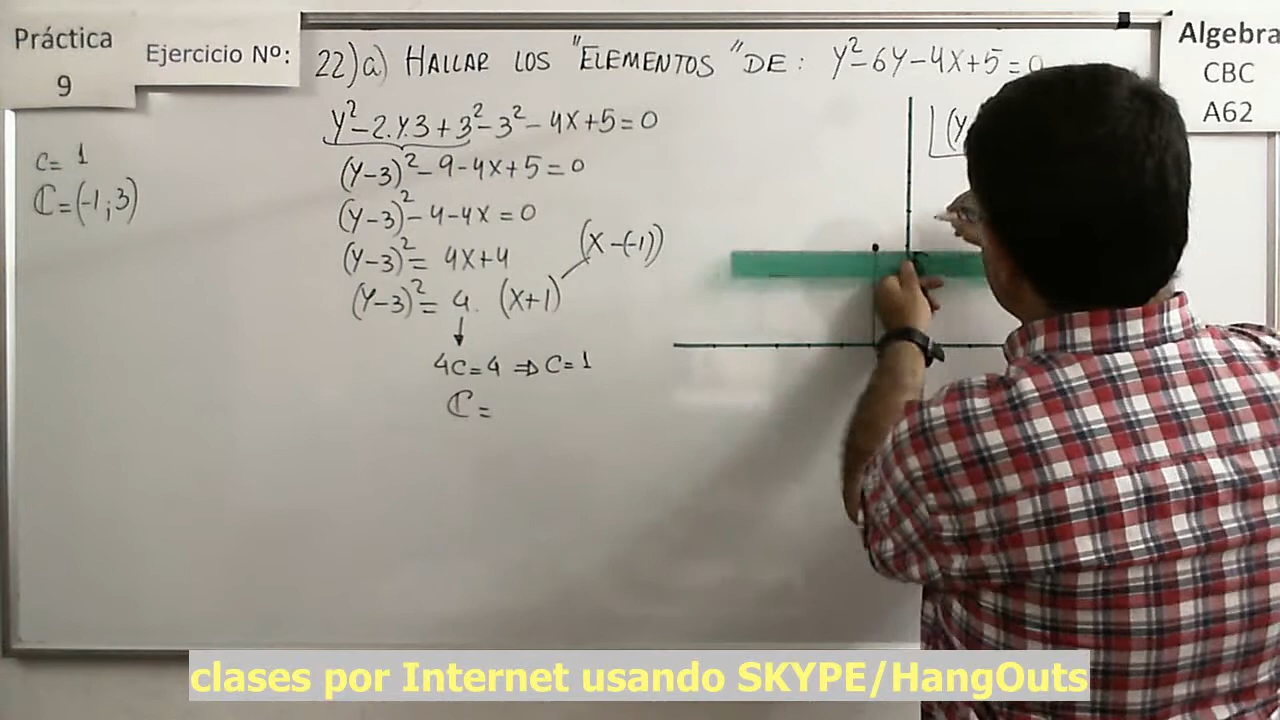 Práctica
9
Ejercicio Nº:
22)a) HALLAR LOS "ELEMENTOS" DE: y²-6y-4x+5=0
Algebra
CBC
A62
y²-2.y.3+3²-3²-4x+5=0
(y-3)²-9-4x+5=0
(y-3)²-4-4x=0
(y-3)²= 4x+4
(x-(-1))
(y-3)²= 4. (x+1)
4c=4 ⇒ c=1
ℂ=
c= 1
ℂ=(-1;3)
(y
clases por Internet usando SKYPE/HangOuts